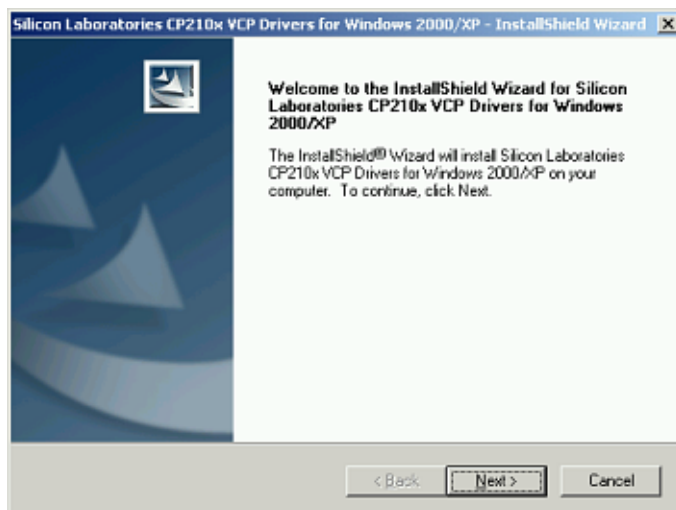 Silicon Laboratories CP210x VCP Drivers for Windows 2000/XP - InstallShield Wizard
Welcome to the InstallShield Wizard for Silicon
Laboratories CP210x VCP Drivers for Windows
2000/XP
The InstallShield® Wizard will install Silicon Laboratories
CP210x VCP Drivers for Windows 2000/XP on your
computer. To continue, click Next.
< Back
Next >
Cancel